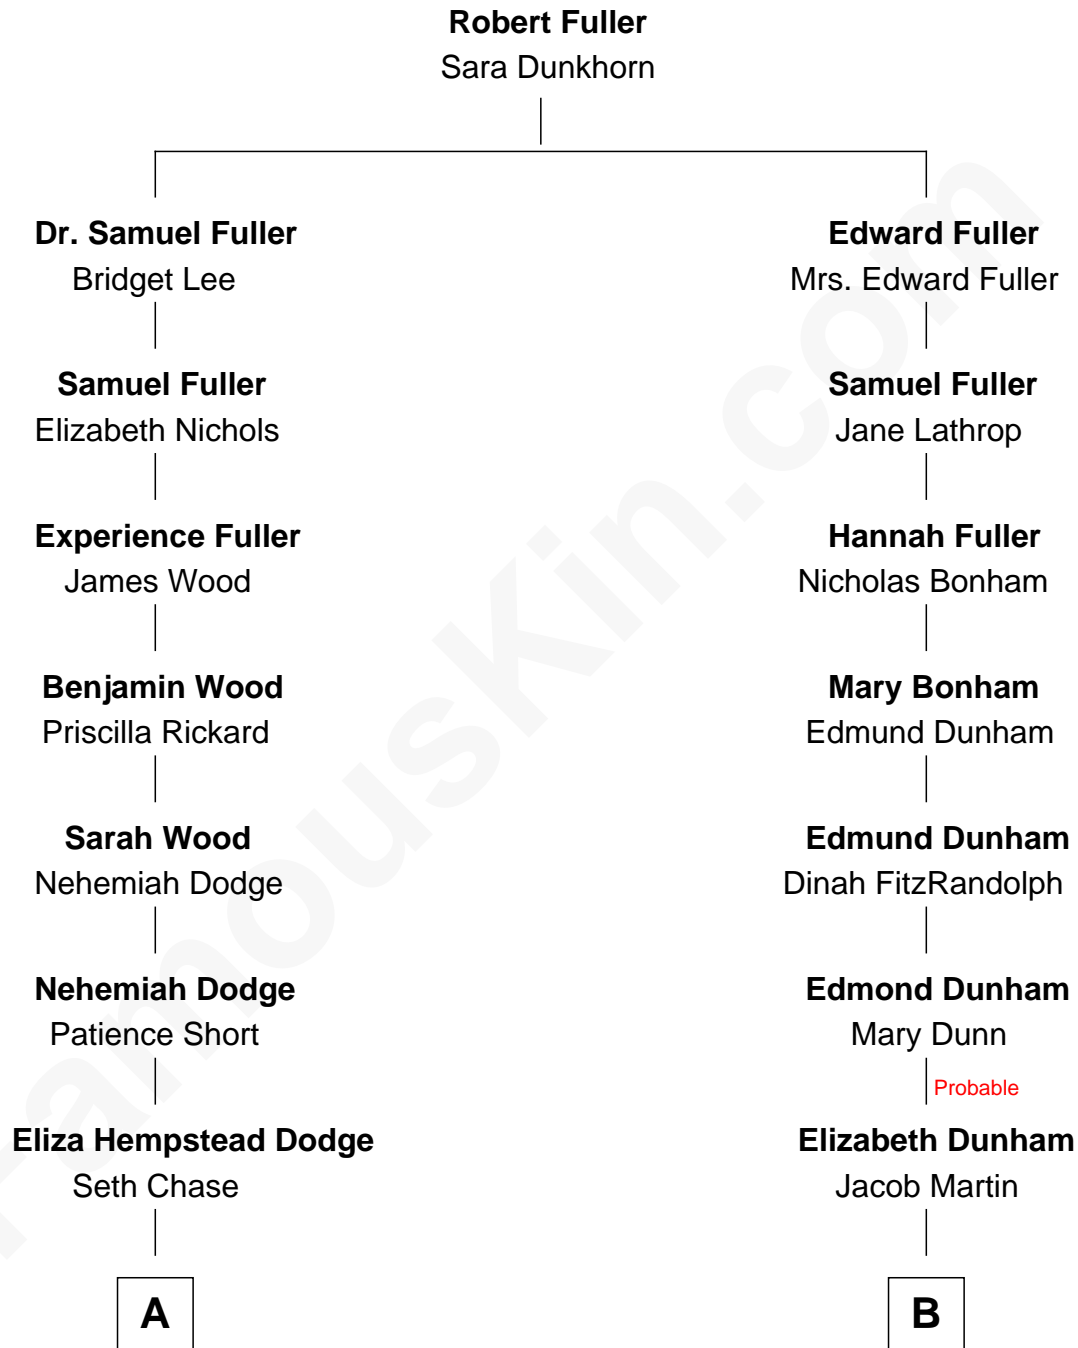 Robert Fuller
Sara Dunkhorn
Dr. Samuel Fuller
Bridget Lee
Edward Fuller
Mrs. Edward Fuller
Samuel Fuller
Elizabeth Nichols
Samuel Fuller
Jane Lathrop
Experience Fuller
James Wood
Hannah Fuller
Nicholas Bonham
Benjamin Wood
Priscilla Rickard
Mary Bonham
Edmund Dunham
Sarah Wood
Nehemiah Dodge
Edmund Dunham
Dinah FitzRandolph
Nehemiah Dodge
Patience Short
Edmond Dunham
Mary Dunn
Probable
Eliza Hempstead Dodge
Seth Chase
Elizabeth Dunham
Jacob Martin
A
B
FamousKin.com